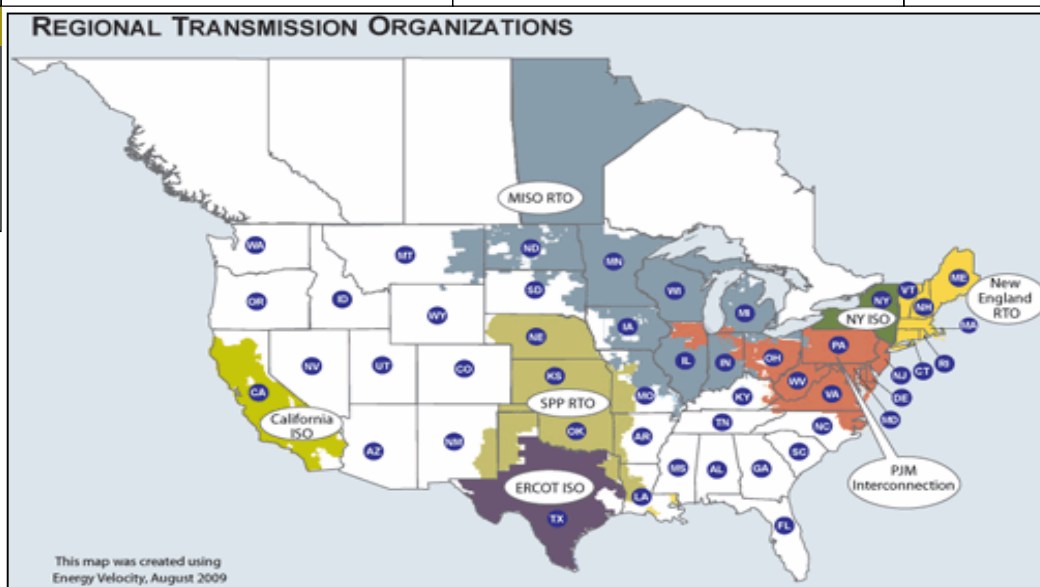 REGIONAL TRANSMISSION ORGANIZATIONS
MISO RTO
WA
MT
ND
MN
OR
ID
SD
WI
ME
WY
IA
MI
NY
VT
NH
New
England
RTO
NY ISO
MA
NE
NV
UT
CO
IL
IN
OH
PA
CA
KS
MO
WV
VA
NJ
CT
RI
KY
DE
SPP RTO
California
ISO
MD
AZ
NM
OK
AR
TN
NC
MS
AL
GA
SC
PJM
Interconnection
ERCOT ISO
LA
TX
FL
This map was created using
Energy Velocity, August 2009